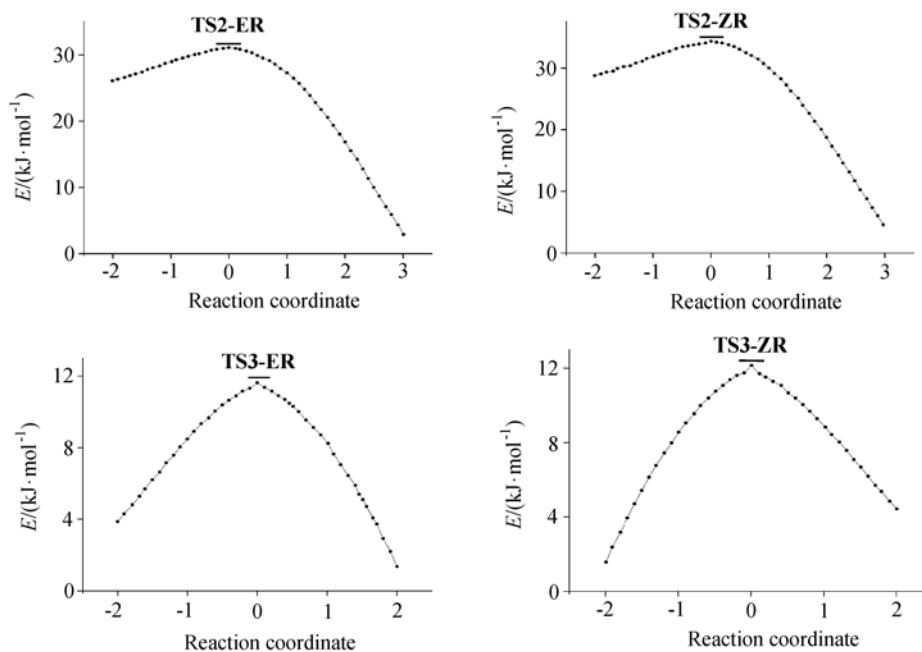 TS2-ER
30
20
10
0
E/(kJ·mol⁻¹)
-2 -1 0 1 2 3
Reaction coordinate
TS2-ZR
30
20
10
0
E/(kJ·mol⁻¹)
-2 -1 0 1 2 3
Reaction coordinate
TS3-ER
12
8
4
0
E/(kJ·mol⁻¹)
-2 -1 0 1 2
Reaction coordinate
TS3-ZR
12
8
4
0
E/(kJ·mol⁻¹)
-2 -1 0 1 2
Reaction coordinate